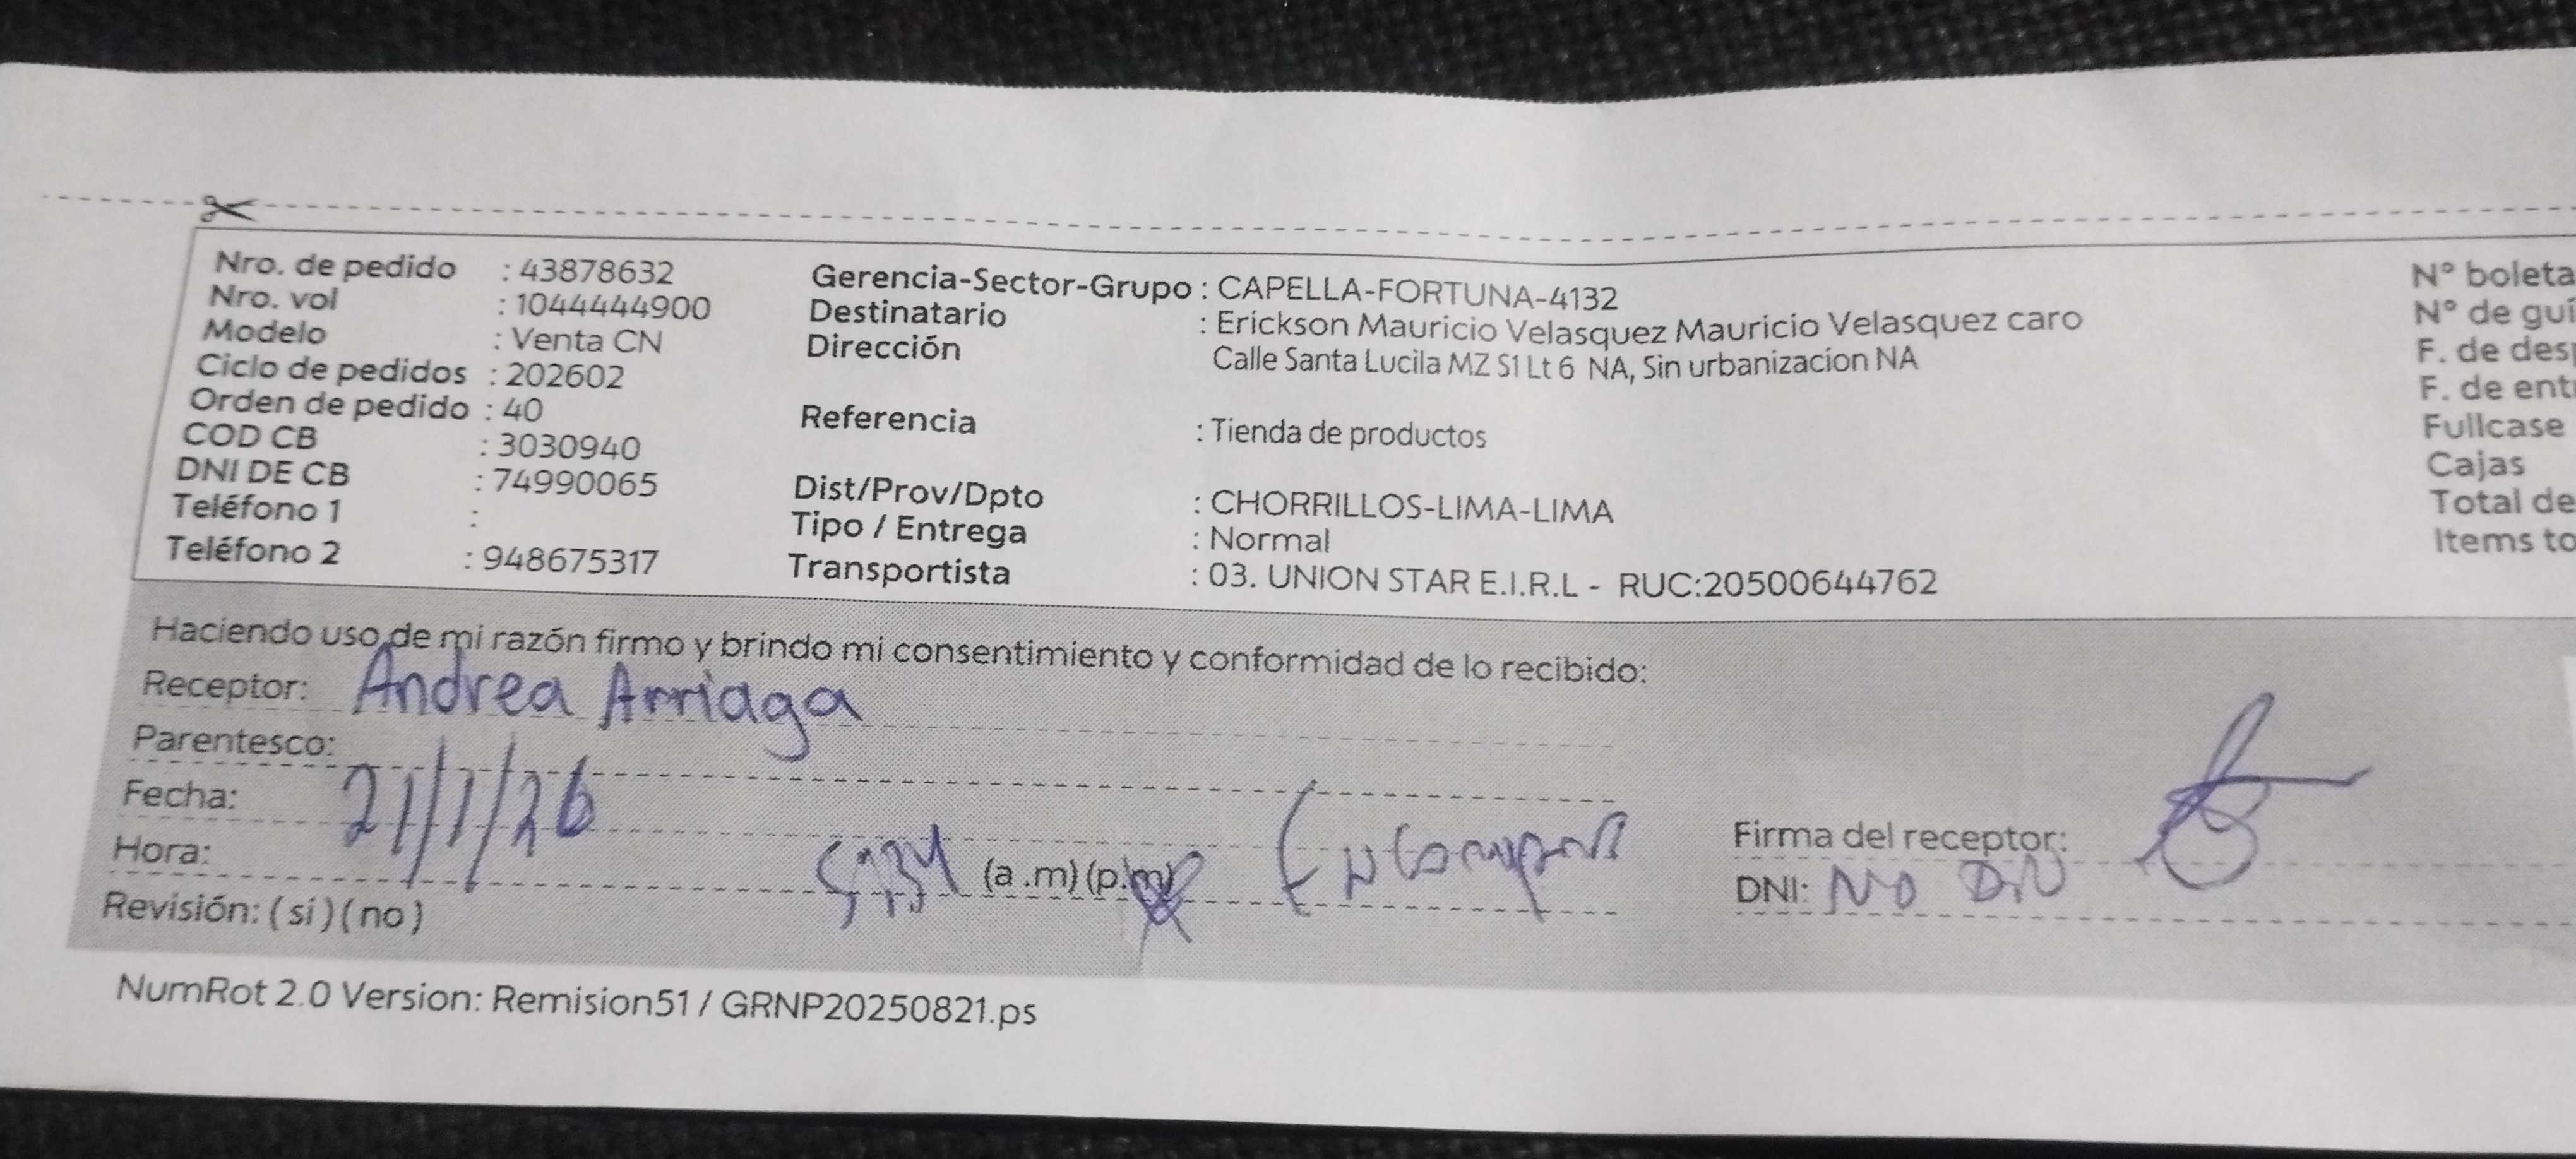 Nro. de pedido : 43878632
Nro. vol : 1044444900
Modelo : Venta CN
Ciclo de pedidos : 202602
Orden de pedido : 40
COD CB : 3030940
DNI DE CB : 74990065
Teléfono 1 :
Teléfono 2 : 948675317
Gerencia-Sector-Grupo : CAPELLA-FORTUNA-4132
Destinatario : Erickson Mauricio Velasquez Mauricio Velasquez caro
Dirección Calle Santa Lucila MZ S1 Lt 6 NA, Sin urbanizacion NA
Referencia : Tienda de productos
Dist/Prov/Dpto : CHORRILLOS-LIMA-LIMA
Tipo / Entrega : Normal
Transportista : 03. UNION STAR E.I.R.L - RUC:20500644762
N° boleta
N° de guí
F. de des
F. de ent
Fullcase
Cajas
Total de
Items to
Haciendo uso de mi razón firmo y brindo mi consentimiento y conformidad de lo recibido:
Receptor: Andrea Arriaga
Parentesco:
Fecha: 21/1/26
Hora: (a .m) (p.m)
Revisión: ( si ) ( no )
Firma del receptor:
DNI: NO
NumRot 2.0 Version: Remision51 / GRNP20250821.ps